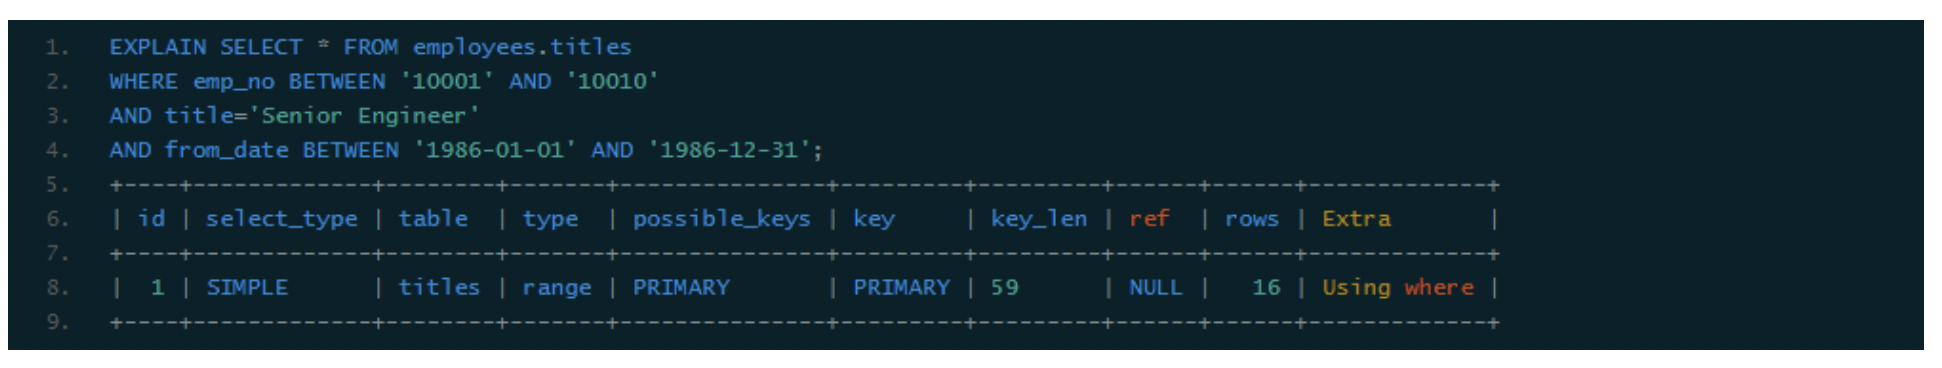 1. EXPLAIN SELECT * FROM employees.titles
2. WHERE emp_no BETWEEN '10001' AND '10010'
3. AND title='Senior Engineer'
4. AND from_date BETWEEN '1986-01-01' AND '1986-12-31';
5. +----+-------------+--------+-------+---------------+---------+---------+------+------+-------------+
6. | id | select_type | table  | type  | possible_keys | key     | key_len | ref  | rows | Extra       |
7. +----+-------------+--------+-------+---------------+---------+---------+------+------+-------------+
8. |  1 | SIMPLE      | titles | range | PRIMARY       | PRIMARY | 59      | NULL |   16 | Using where |
9. +----+-------------+--------+-------+---------------+---------+---------+------+------+-------------+